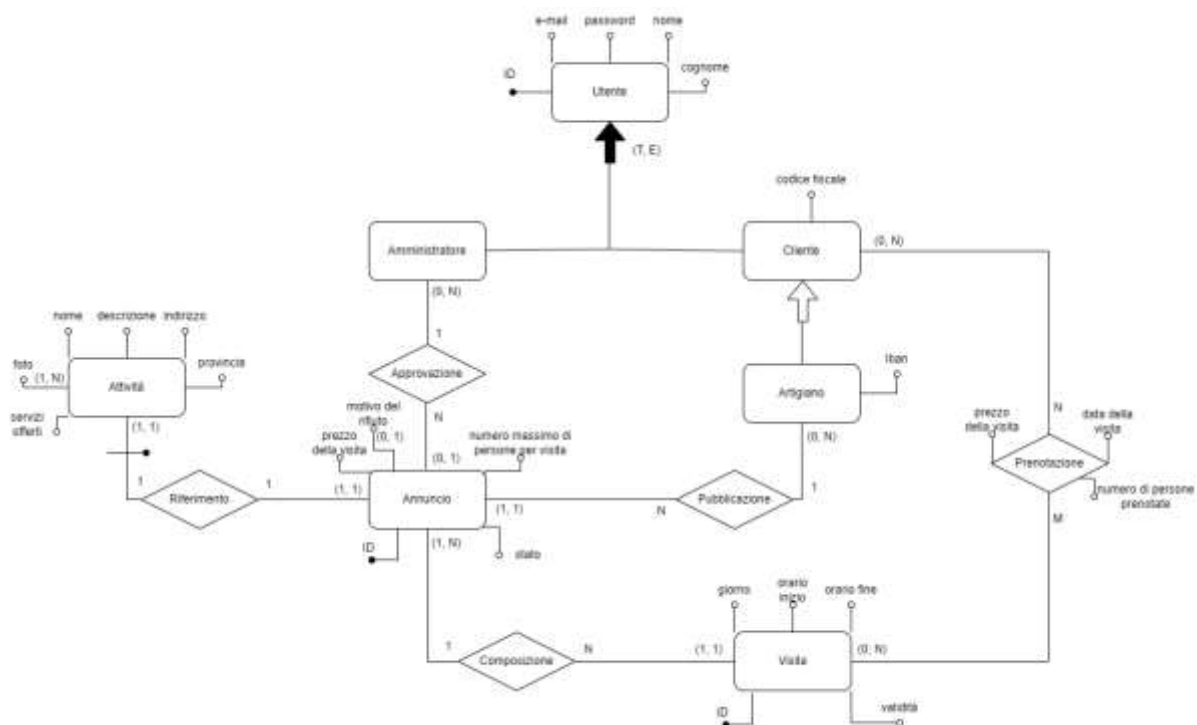 e-mail
password
nome
cognome
ID
Utente
(T, E)
codice fiscale
Amministratore
Cliente
(0, N)
(0, N)
nome
descrizione
indirizzo
1
foto
(1, N)
Attività
provincia
Approvazione
Artigiano
Iban
servizi
offerti
(1, 1)
motivo del
rifiuto
(0, 1)
N
prezzo
della visita
(0, 1)
numero massimo di
persone per visita
(0, N)
N
prezzo
della visita
data della
visita
Prenotazione
1
Riferimento
1
(1, 1)
Annuncio
(1, 1)
N
Pubblicazione
1
numero di persone
prenotate
M
ID
(1, N)
stato
giorno
orario
inizio
orario fine
1
Composizione
N
(1, 1)
Visita
(0, N)
ID
validità